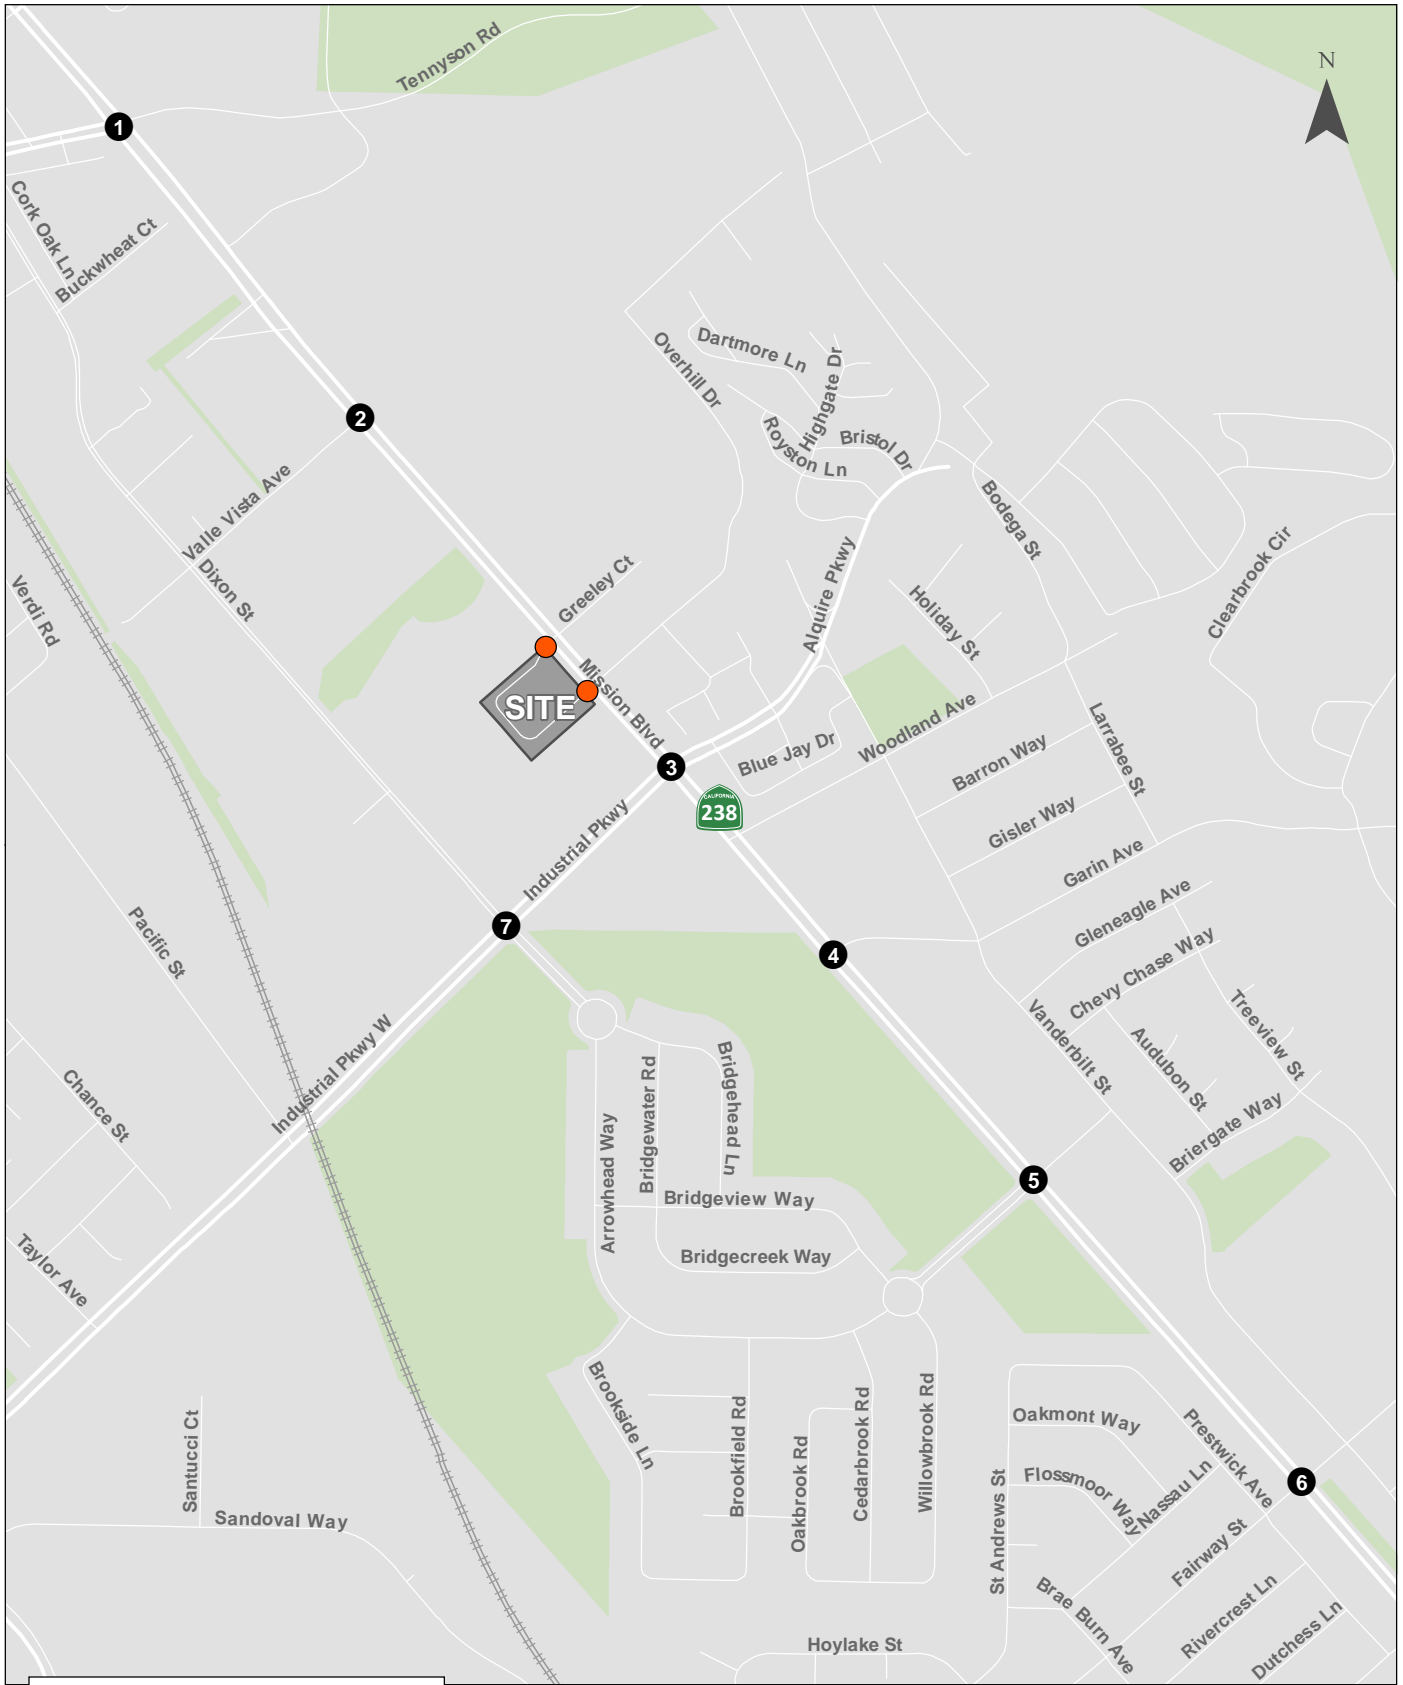 Tennyson Rd
N
1
Cork Oak Ln
Buckwheat Ct
Dartmore Ln
Overhill Dr
Highgate Dr
2
Royston Ln
Bristol Dr
Valle Vista Ave
Bodega St
Dixon St
Clearbrook Cir
Verdi Rd
Greeley Ct
Alquire Pkwy
Holiday St
Mission Blvd
SITE
Woodland Ave
Larrabee St
Blue Jay Dr
3
Barron Way
CALIFORNIA
238
Gisler Way
Industrial Pkwy
Garin Ave
Gleneagle Ave
7
Pacific St
4
Chevy Chase Way
Vanderbilt St
Treeview St
Audubon St
Industrial Pkwy W
Chance St
Bridgewater Rd
Bridgehead Ln
Arrowhead Way
Briergate Way
5
Bridgeview Way
Bridgecreek Way
Taylor Ave
Brookside Ln
Brookfield Rd
Oakbrook Rd
Cedarbrook Rd
Willowbrook Rd
Oakmont Way
Prestwick Ave
Santucci Ct
Flossmoor Way
Nassau Ln
6
Sandoval Way
St Andrews St
Fairway St
Brae Burn Ave
Rivercrest Ln
Dutchess Ln
Hoylake St